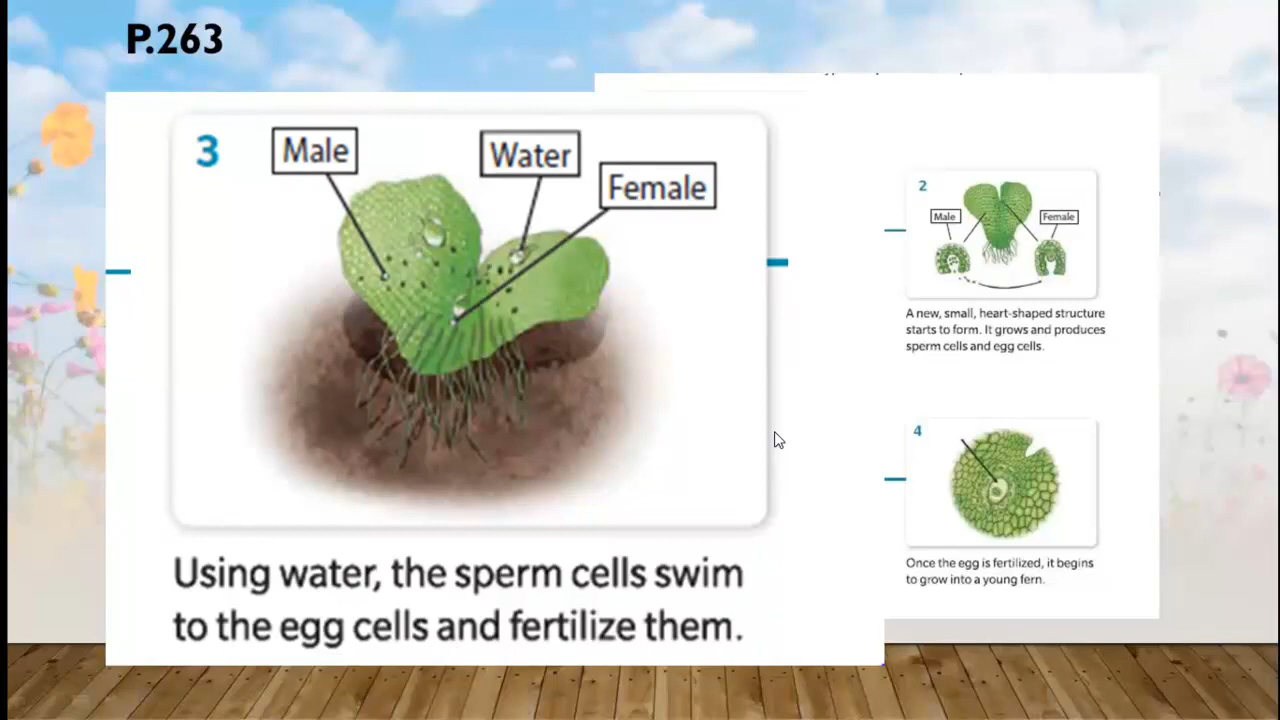 P.263
3
Male
Water
Female
Using water, the sperm cells swim
to the egg cells and fertilize them.
2
Male
Female
A new, small, heart-shaped structure
starts to form. It grows and produces
sperm cells and egg cells.
4
Once the egg is fertilized, it begins
to grow into a young fern.